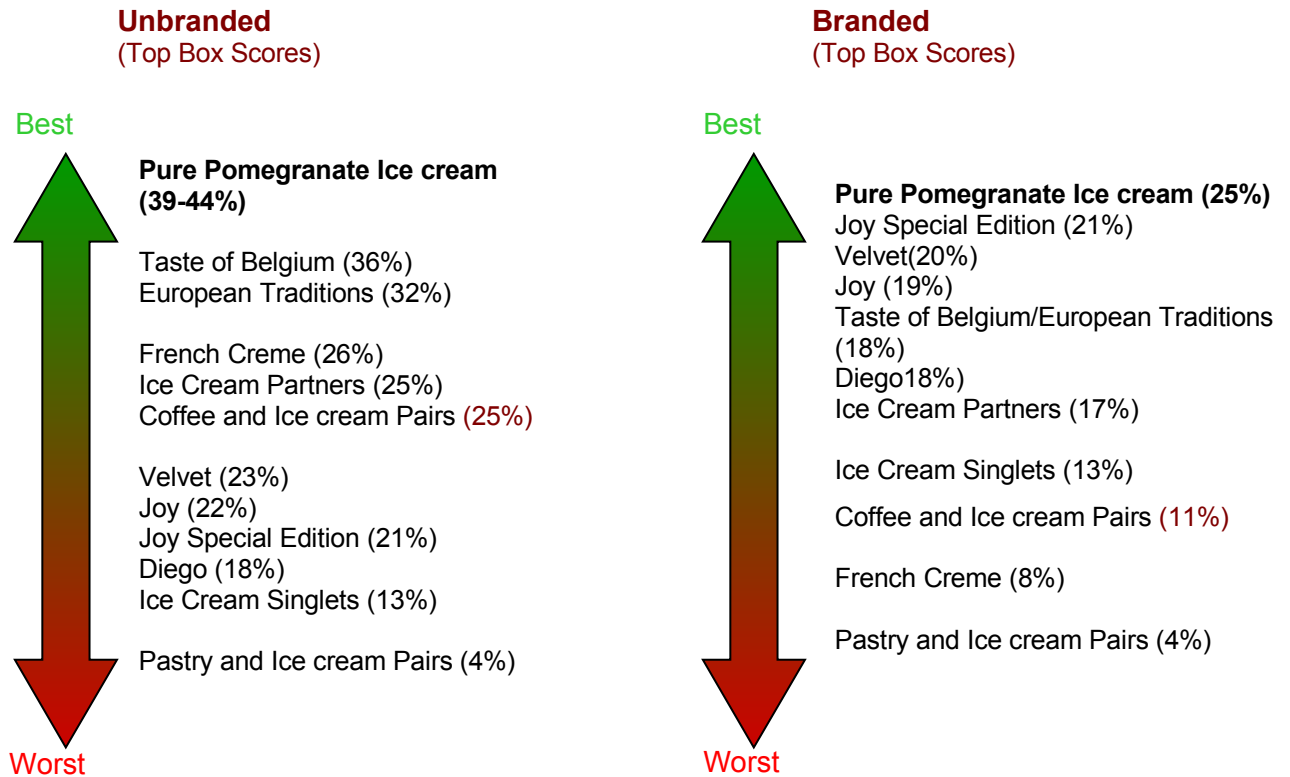 Unbranded
(Top Box Scores)
Best
Pure Pomegranate Ice cream
(39-44%)
Taste of Belgium (36%)
European Traditions (32%)
French Creme (26%)
Ice Cream Partners (25%)
Coffee and Ice cream Pairs (25%)
Velvet (23%)
Joy (22%)
Joy Special Edition (21%)
Diego (18%)
Ice Cream Singlets (13%)
Pastry and Ice cream Pairs (4%)
Worst
Branded
(Top Box Scores)
Best
Pure Pomegranate Ice cream (25%)
Joy Special Edition (21%)
Velvet(20%)
Joy (19%)
Taste of Belgium/European Traditions
(18%)
Diego18%)
Ice Cream Partners (17%)
Ice Cream Singlets (13%)
Coffee and Ice cream Pairs (11%)
French Creme (8%)
Pastry and Ice cream Pairs (4%)
Worst